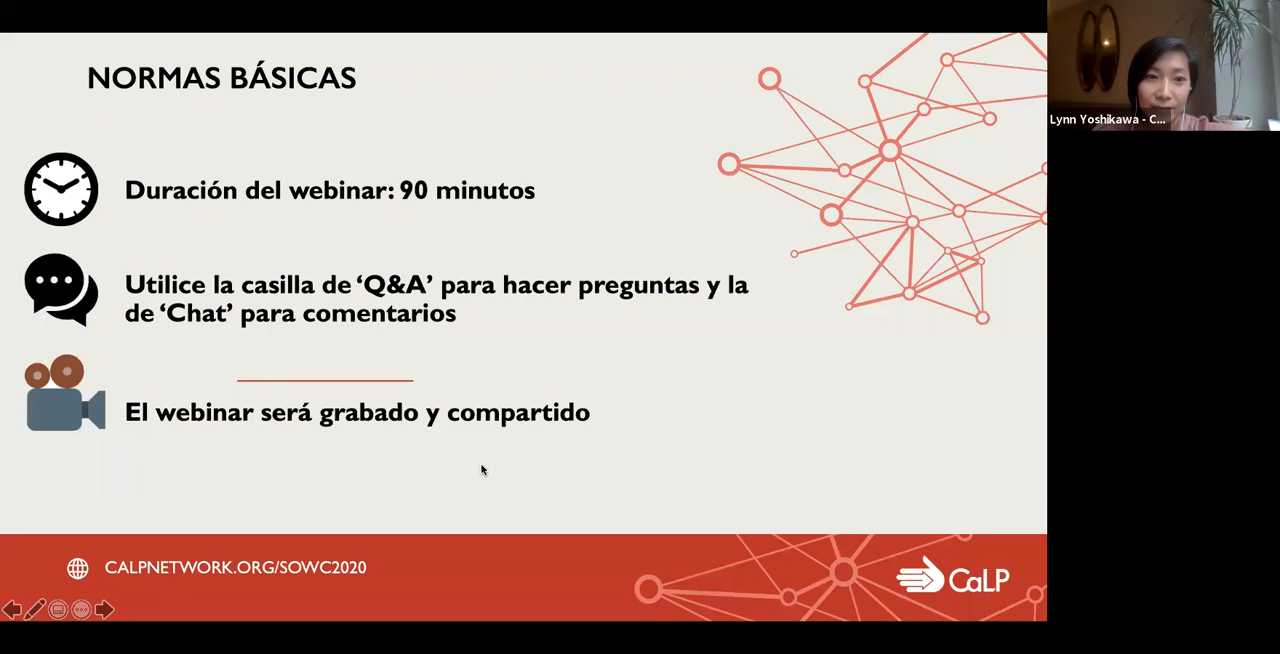 NORMAS BÁSICAS
Duración del webinar: 90 minutos
Utilice la casilla de ‘Q&A’ para hacer preguntas y la
de ‘Chat’ para comentarios
El webinar será grabado y compartido
CALPNETWORK.ORG/SOWC2020
CaLP
Lynn Yoshikawa - C...